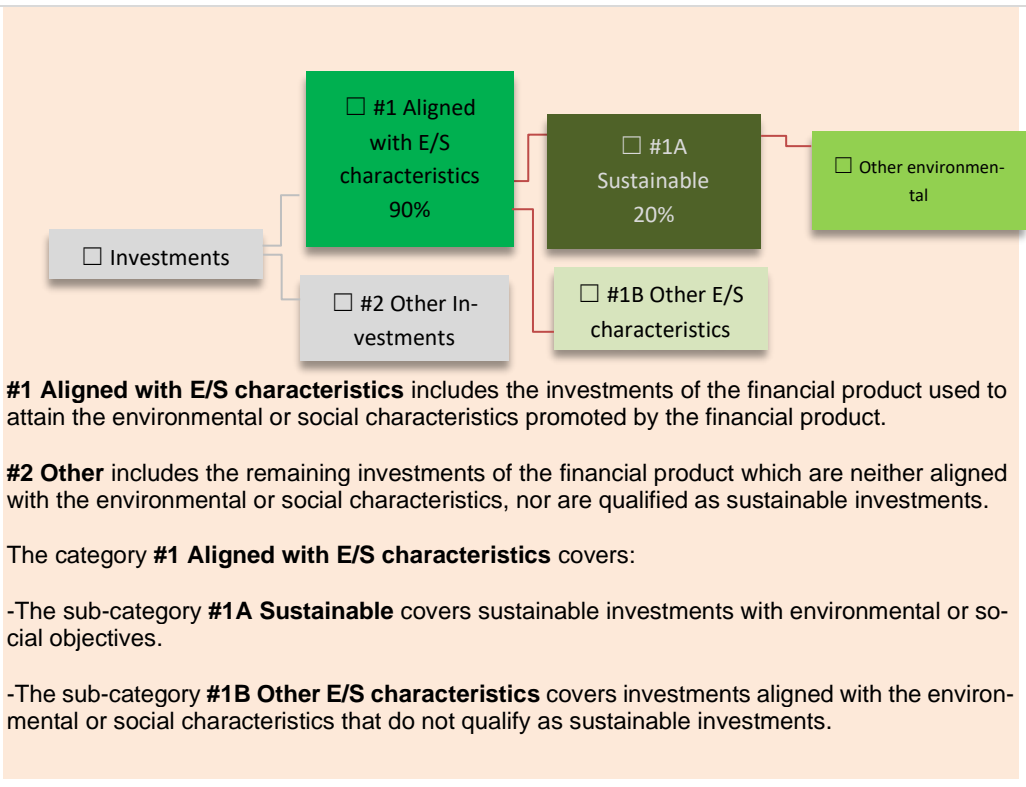 ☐ #1 Aligned
with E/S
characteristics
90%
☐ #1A
Sustainable
20%
☐ Other environmen-
tal
☐ Investments
☐ #2 Other In-
vestments
☐ #1B Other E/S
characteristics
#1 Aligned with E/S characteristics includes the investments of the financial product used to
attain the environmental or social characteristics promoted by the financial product.
#2 Other includes the remaining investments of the financial product which are neither aligned
with the environmental or social characteristics, nor are qualified as sustainable investments.
The category #1 Aligned with E/S characteristics covers:
-The sub-category #1A Sustainable covers sustainable investments with environmental or so-
cial objectives.
-The sub-category #1B Other E/S characteristics covers investments aligned with the environ-
mental or social characteristics that do not qualify as sustainable investments.